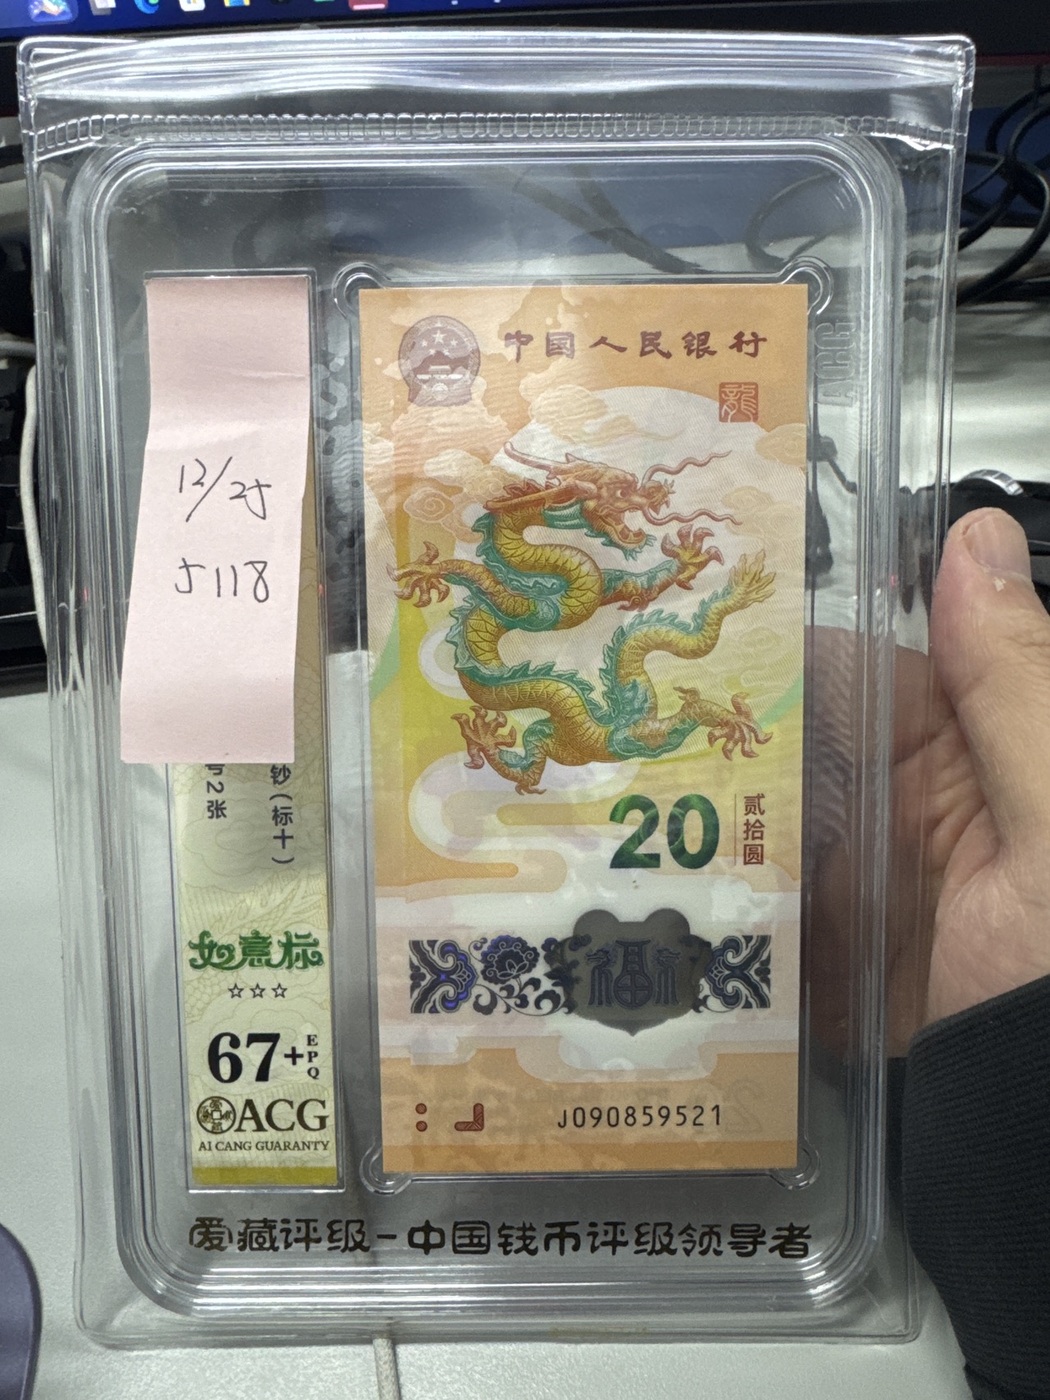 中国人民银行
龍
12/25
5118
号2张
钞(标十)
20
贰拾圆
如意标
☆☆☆
福
67+EPQ
ACG
AI CANG GUARANTY
J090859521
爱藏评级-中国钱币评级领导者
ACG